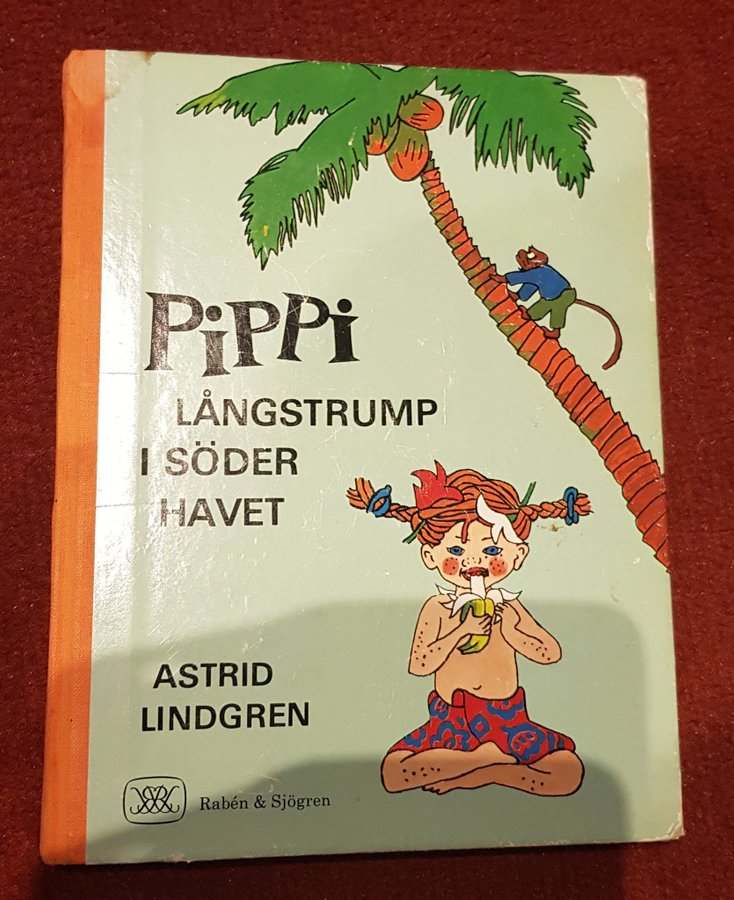 PiPPi
LÅNGSTRUMP
I SÖDER
HAVET
ASTRID
LINDGREN
Rabén & Sjögren